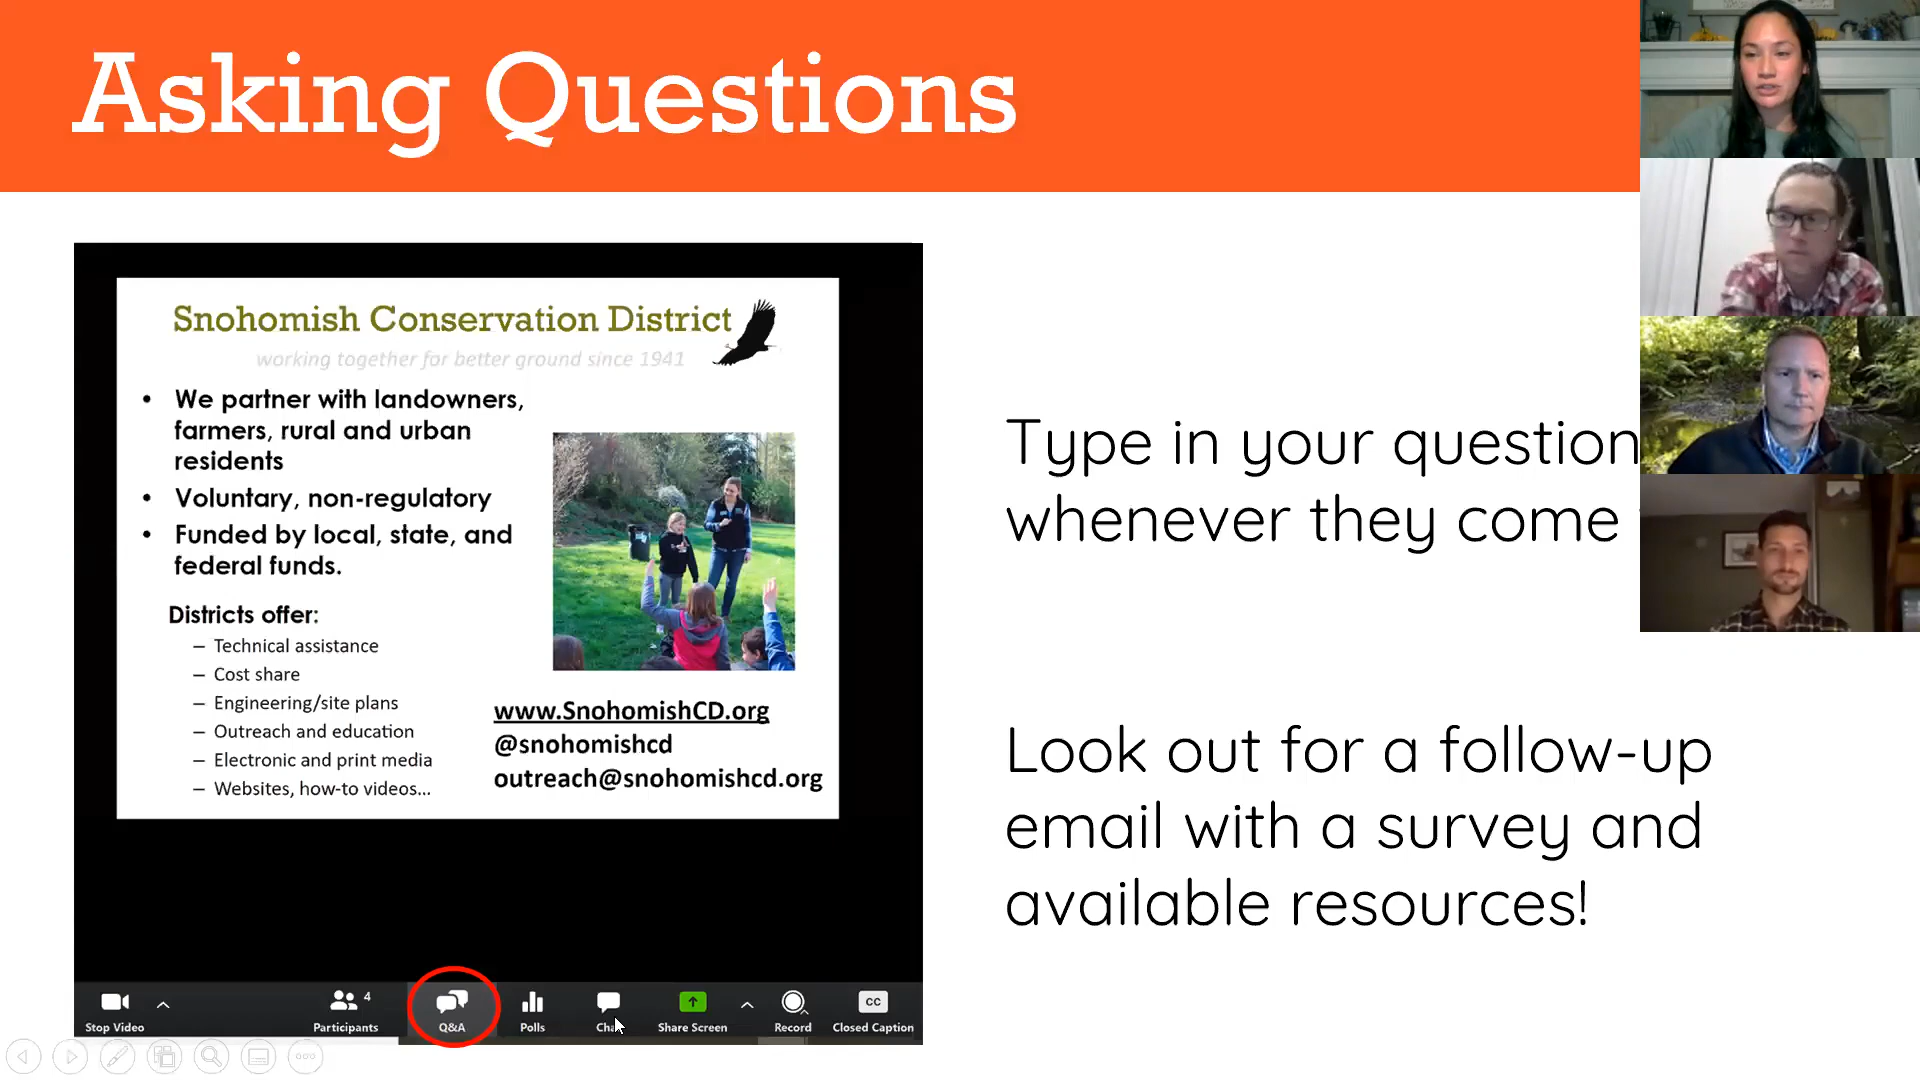 Asking Questions
Snohomish Conservation District
working together for better ground since 1941
• We partner with landowners,
farmers, rural and urban
residents
• Voluntary, non-regulatory
• Funded by local, state, and
federal funds.
Districts offer:
– Technical assistance
– Cost share
– Engineering/site plans
– Outreach and education
– Electronic and print media
– Websites, how-to videos...
www.SnohomishCD.org
@snohomishcd
outreach@snohomishcd.org
Type in your question
whenever they come
Look out for a follow-up
email with a survey and
available resources!
4
Stop Video
Participants
Q&A
Polls
Share Screen
Record
CC
Closed Caption